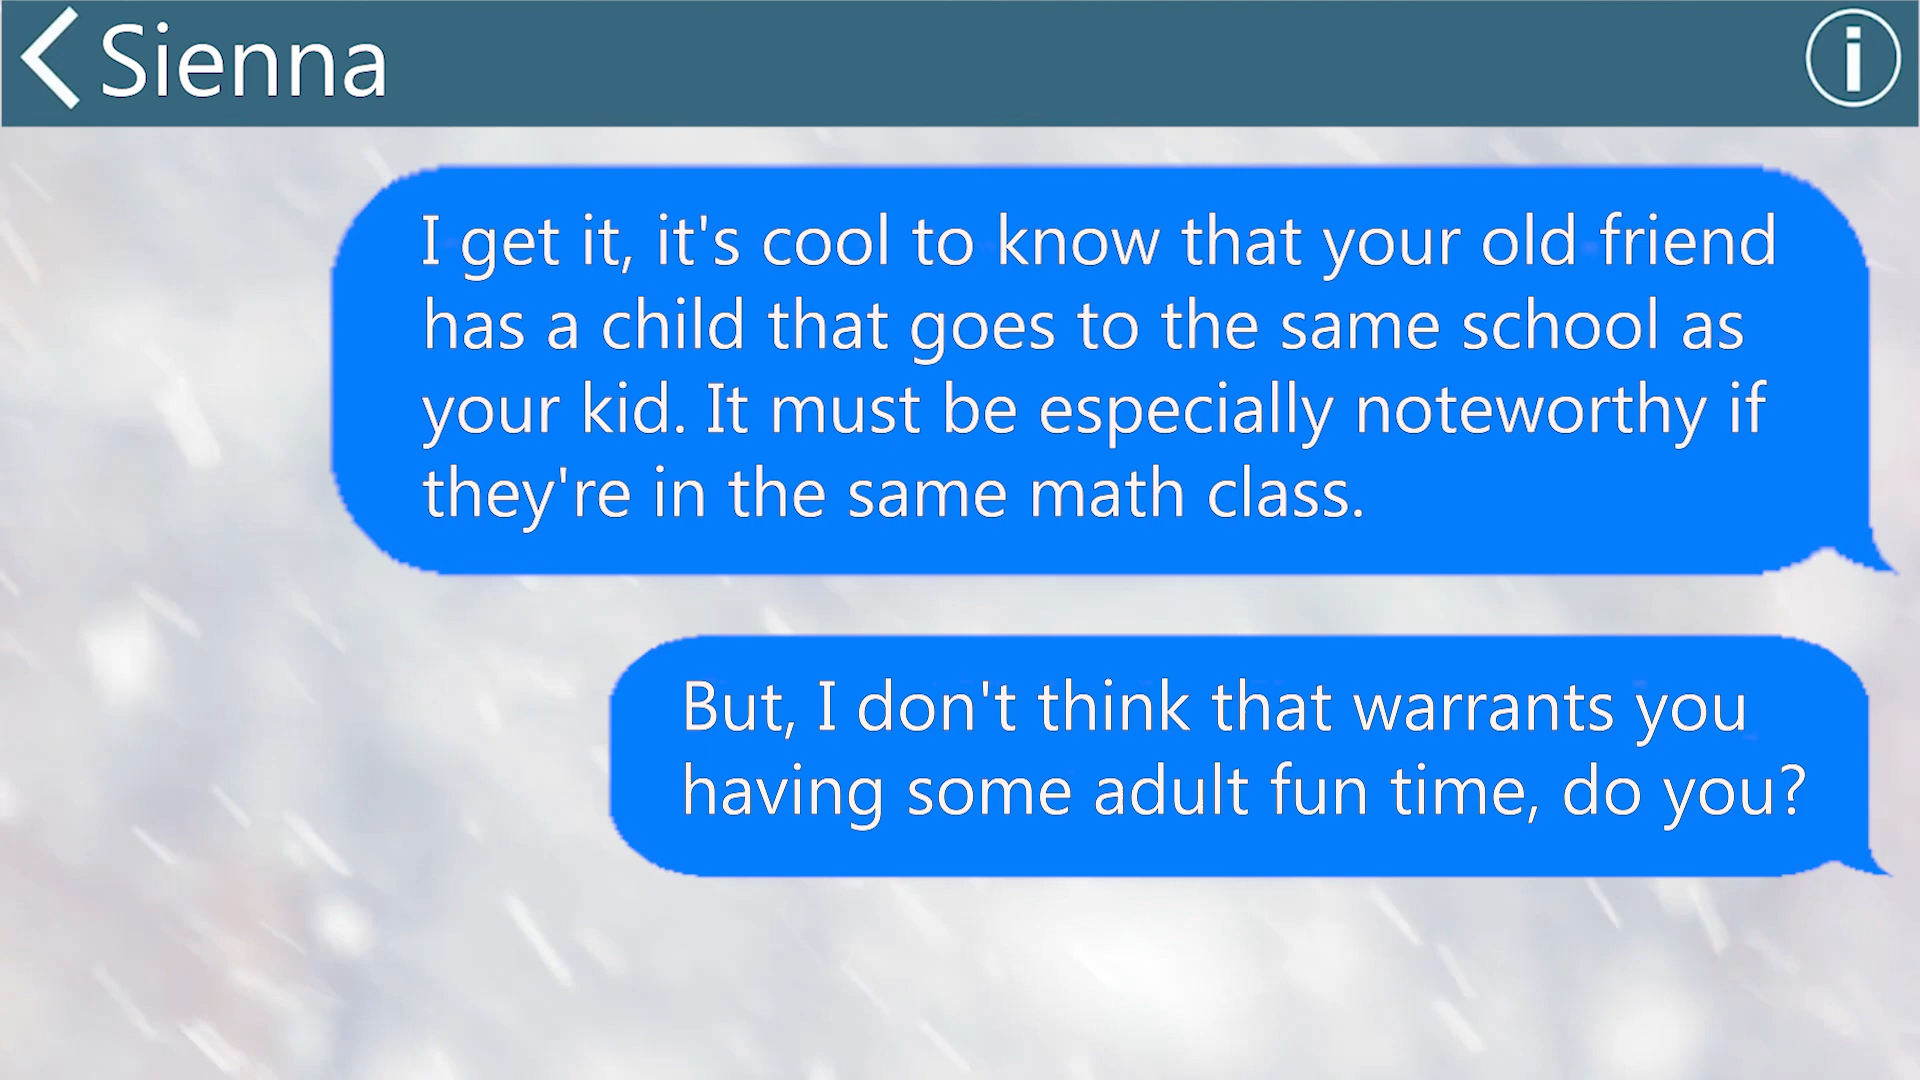 Sienna
I get it, it's cool to know that your old friend
has a child that goes to the same school as
your kid. It must be especially noteworthy if
they're in the same math class.
But, I don't think that warrants you
having some adult fun time, do you?